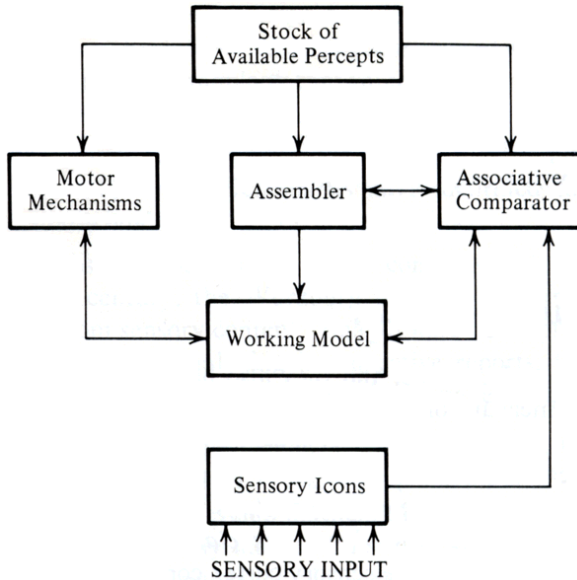 Stock of
Available Percepts
Motor
Mechanisms
Assembler
Associative
Comparator
Working Model
Sensory Icons
SENSORY INPUT